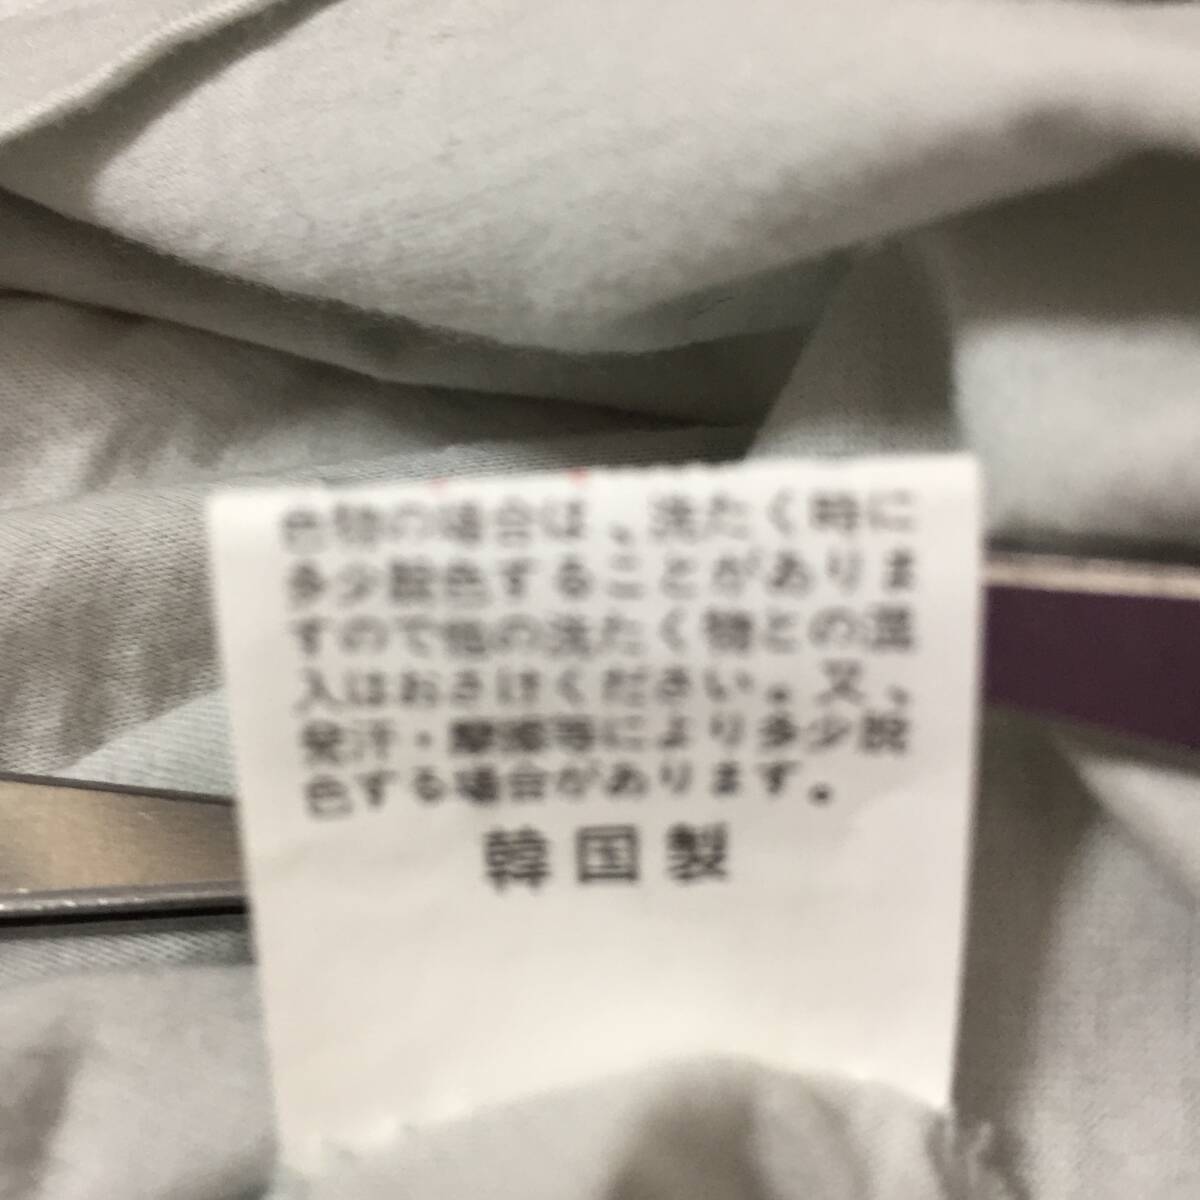 色物の場合は、洗たく時に
多少脱色することがありま
すので他の洗たく物との混
入はおさけください。又、
発汗・摩擦等により多少脱
色する場合があります。
韓国製